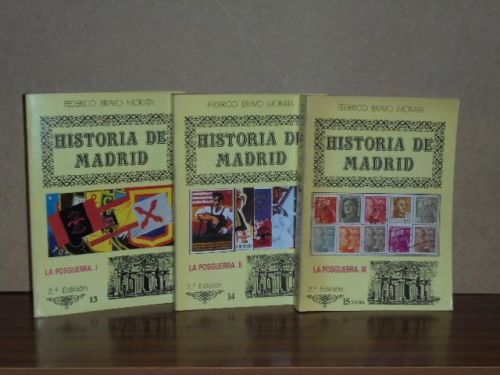 FEDERICO BRAVO MORATA
HISTORIA DE
MADRID
LA POSGUERRA. I
2.ª Edición
13
FEDERICO BRAVO MORATA
HISTORIA DE
MADRID
LA POSGUERRA. II
2.ª Edición
14
FEDERICO BRAVO MORATA
HISTORIA DE
MADRID
LA POSGUERRA. III
2.ª Edición
15